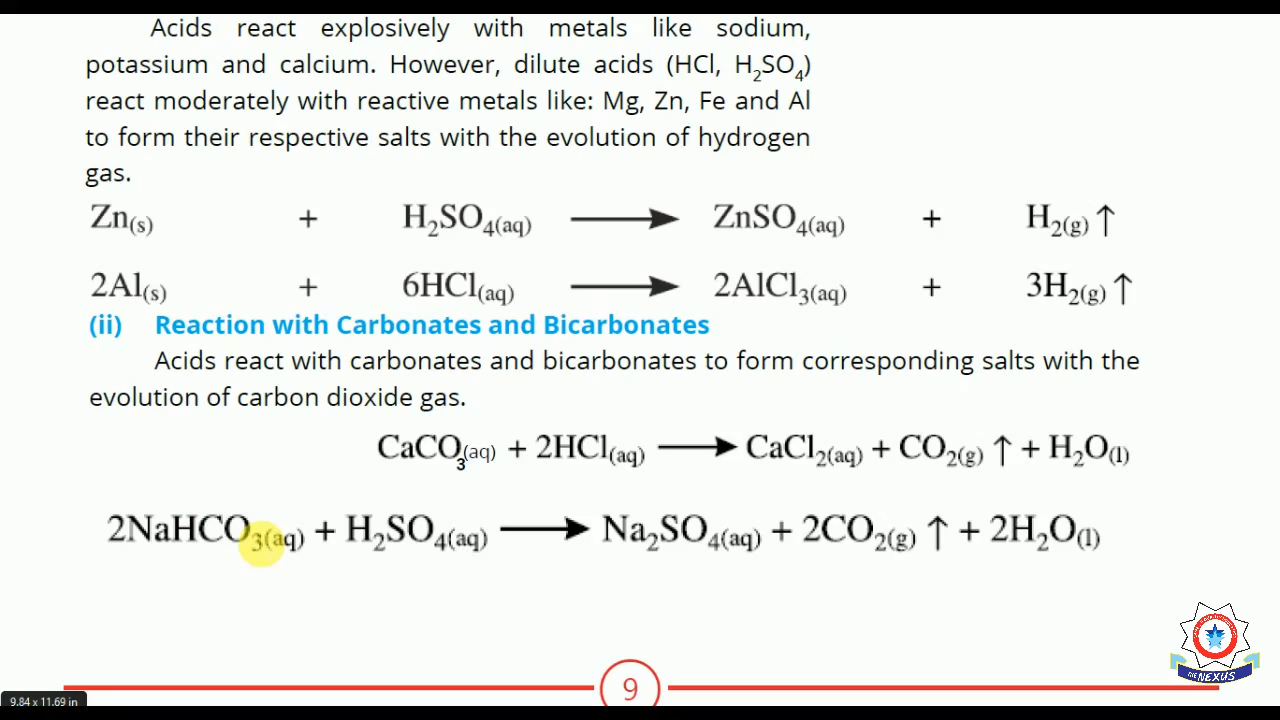 Acids react explosively with metals like sodium,
potassium and calcium. However, dilute acids (HCl, H₂SO₄)
react moderately with reactive metals like: Mg, Zn, Fe and Al
to form their respective salts with the evolution of hydrogen
gas.
Zn(s) + H₂SO₄(aq) ⟶ ZnSO₄(aq) + H₂(g) ↑
2Al(s) + 6HCl(aq) ⟶ 2AlCl₃(aq) + 3H₂(g) ↑
(ii) Reaction with Carbonates and Bicarbonates
Acids react with carbonates and bicarbonates to form corresponding salts with the
evolution of carbon dioxide gas.
CaCO₃(aq) + 2HCl(aq) ⟶ CaCl₂(aq) + CO₂(g) ↑ + H₂O(l)
2NaHCO₃(aq) + H₂SO₄(aq) ⟶ Na₂SO₄(aq) + 2CO₂(g) ↑ + 2H₂O(l)
THE NEXUS
9
9.84 x 11.69 in